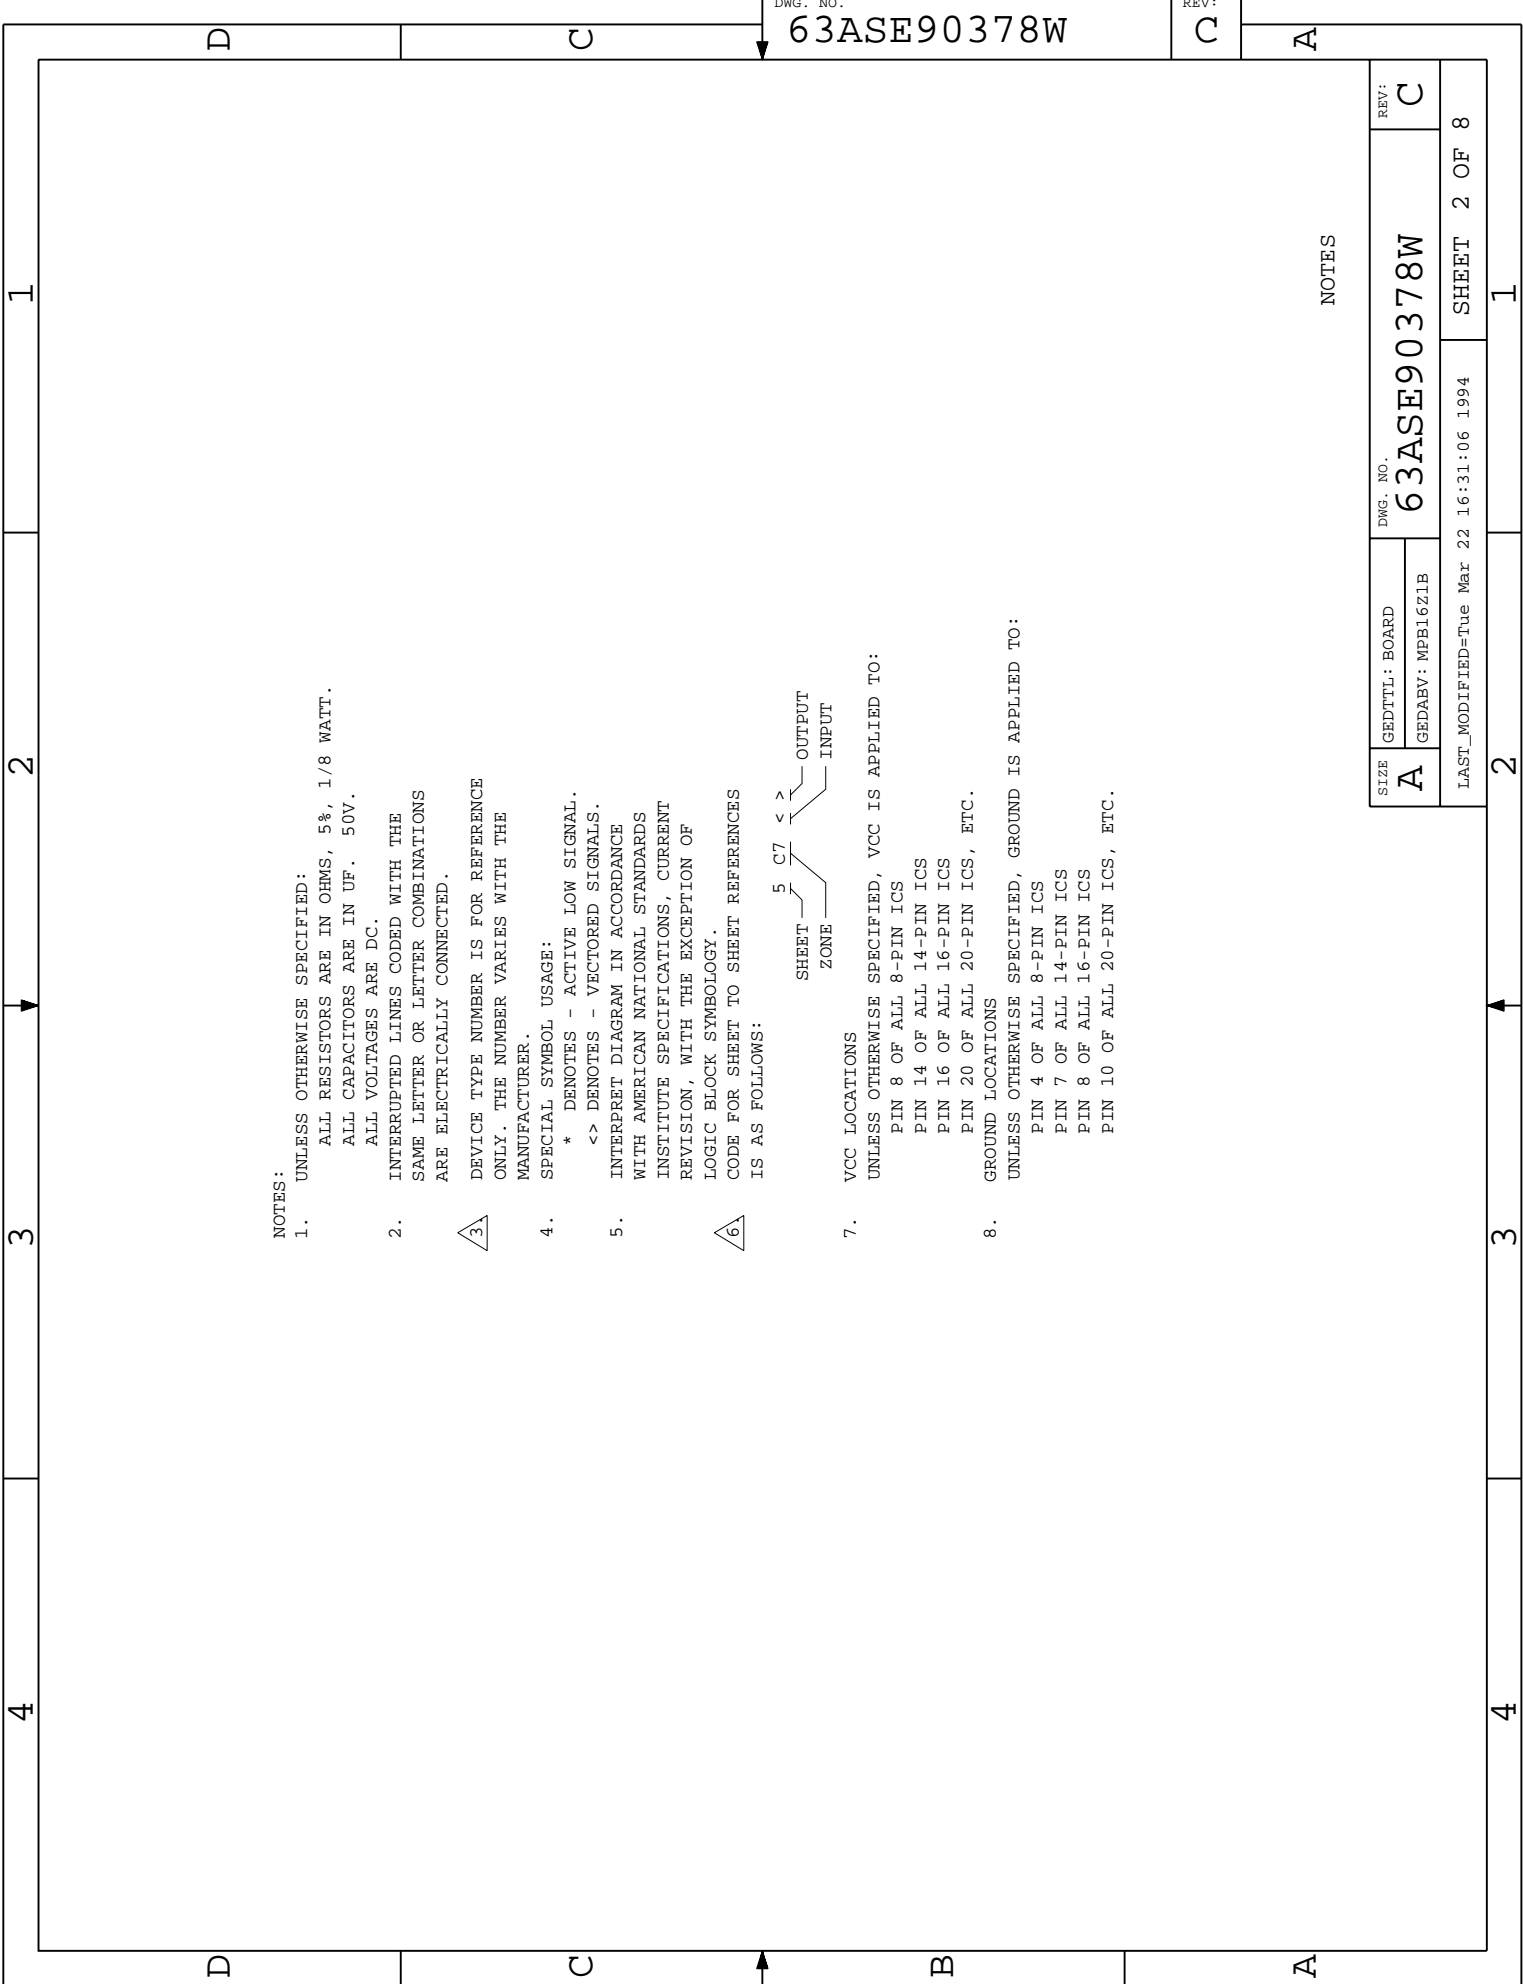 DWG. NO.
63ASE90378W
REV:
C
4
3
2
1
D
D
C
C
B
A
A
NOTES:
1. UNLESS OTHERWISE SPECIFIED:
ALL RESISTORS ARE IN OHMS, 5%, 1/8 WATT.
ALL CAPACITORS ARE IN UF. 50V.
ALL VOLTAGES ARE DC.
2. INTERRUPTED LINES CODED WITH THE
SAME LETTER OR LETTER COMBINATIONS
ARE ELECTRICALLY CONNECTED.
3. DEVICE TYPE NUMBER IS FOR REFERENCE
ONLY. THE NUMBER VARIES WITH THE
MANUFACTURER.
4. SPECIAL SYMBOL USAGE:
* DENOTES - ACTIVE LOW SIGNAL.
<> DENOTES - VECTORED SIGNALS.
5. INTERPRET DIAGRAM IN ACCORDANCE
WITH AMERICAN NATIONAL STANDARDS
INSTITUTE SPECIFICATIONS, CURRENT
REVISION, WITH THE EXCEPTION OF
LOGIC BLOCK SYMBOLOGY.
6. CODE FOR SHEET TO SHEET REFERENCES
IS AS FOLLOWS:
5 C7 < >
SHEET OUTPUT
ZONE INPUT
7. VCC LOCATIONS
UNLESS OTHERWISE SPECIFIED, VCC IS APPLIED TO:
PIN 8 OF ALL 8-PIN ICS
PIN 14 OF ALL 14-PIN ICS
PIN 16 OF ALL 16-PIN ICS
PIN 20 OF ALL 20-PIN ICS, ETC.
8. GROUND LOCATIONS
UNLESS OTHERWISE SPECIFIED, GROUND IS APPLIED TO:
PIN 4 OF ALL 8-PIN ICS
PIN 7 OF ALL 14-PIN ICS
PIN 8 OF ALL 16-PIN ICS
PIN 10 OF ALL 20-PIN ICS, ETC.
NOTES
SIZE
A
GEDTTL: BOARD
GEDABV: MPB16Z1B
DWG. NO.
63ASE90378W
REV:
C
LAST_MODIFIED=Tue Mar 22 16:31:06 1994
SHEET 2 OF 8
4
3
2
1